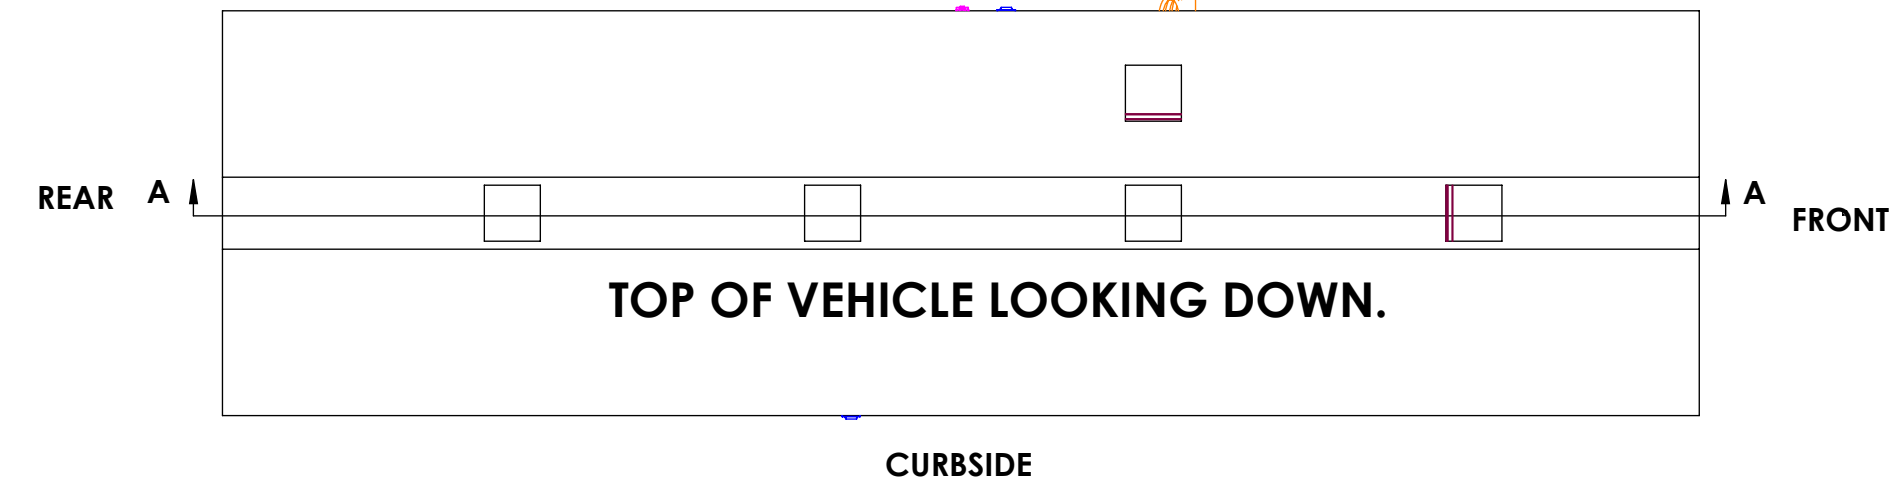 REAR A
A
FRONT
TOP OF VEHICLE LOOKING DOWN.
CURBSIDE